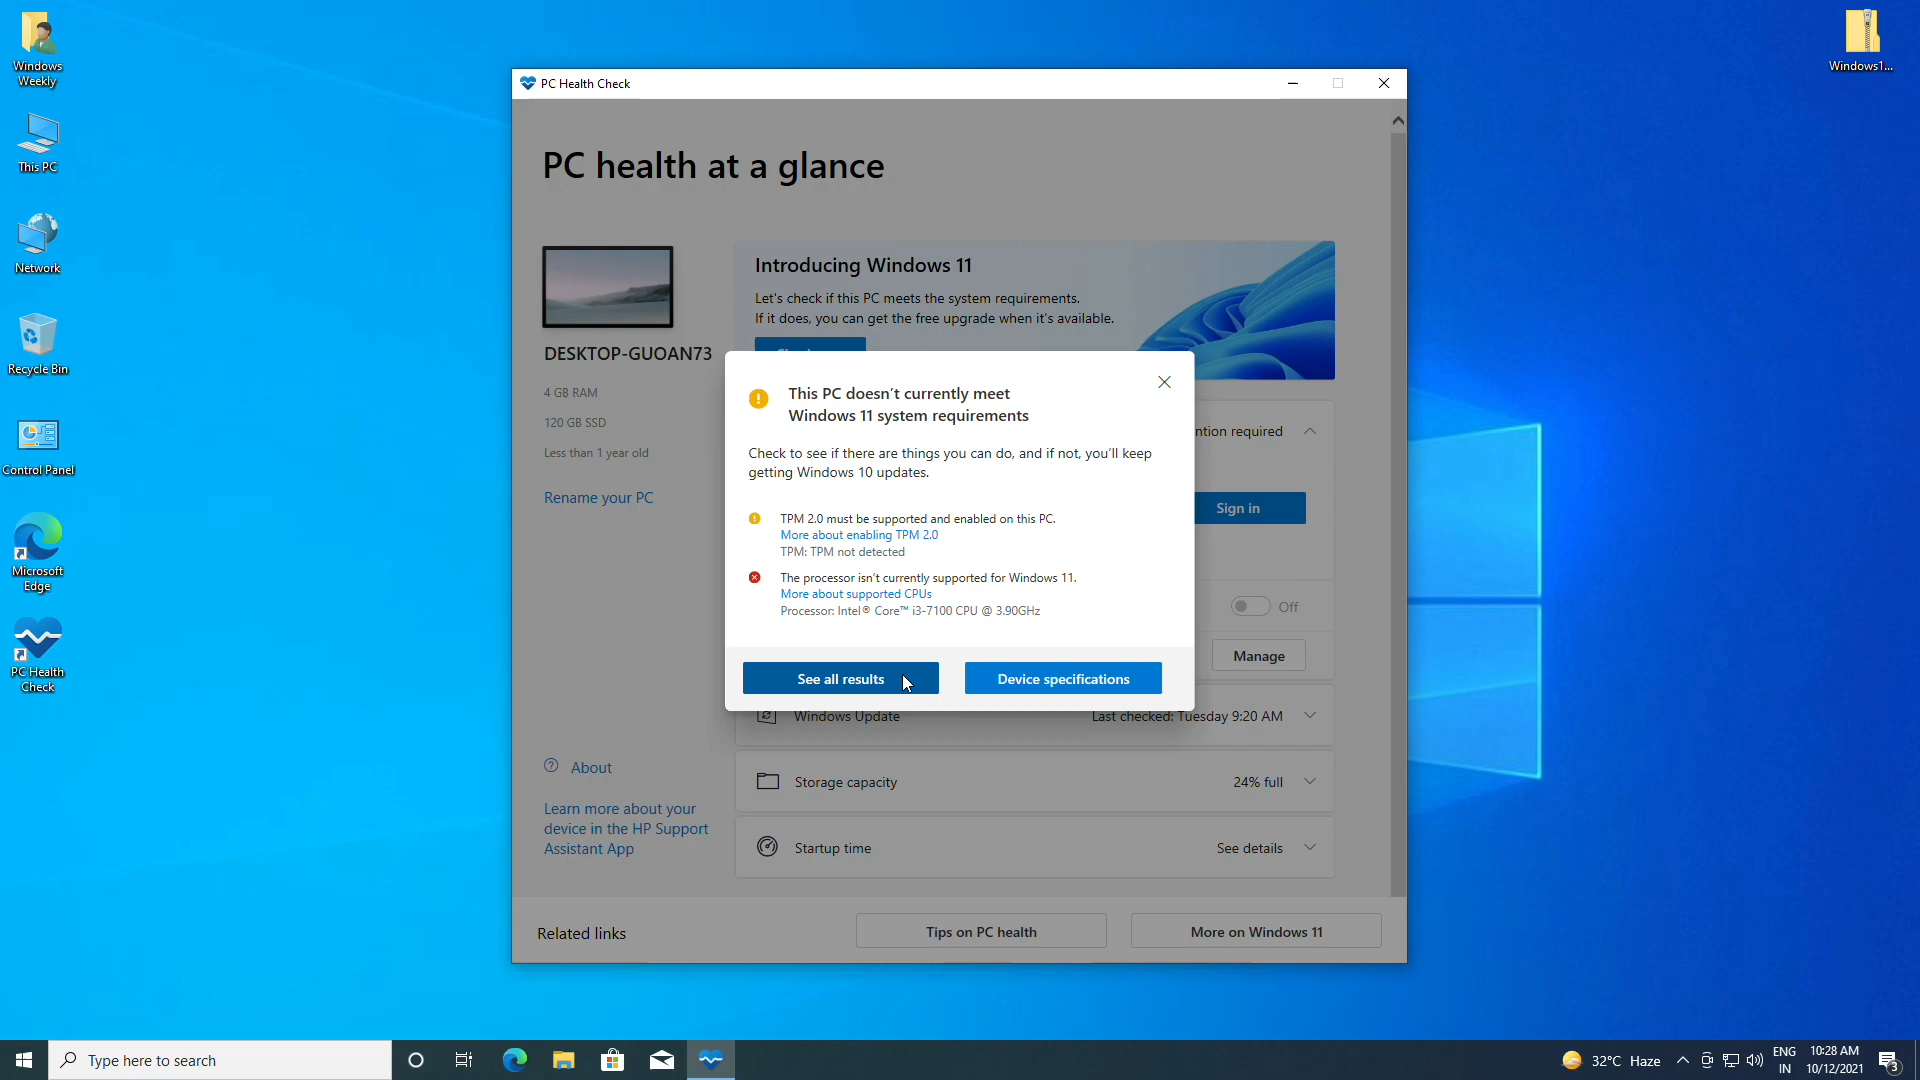 Windows
Weekly
This PC
Network
Recycle Bin
Control Panel
Microsoft
Edge
PC Health
Check
Windows1...
PC Health Check
PC health at a glance
DESKTOP-GUOAN73
4 GB RAM
120 GB SSD
Less than 1 year old
Rename your PC
About
Learn more about your
device in the HP Support
Assistant App
Introducing Windows 11
Let's check if this PC meets the system requirements.
If it does, you can get the free upgrade when it's available.
This PC doesn't currently meet
Windows 11 system requirements
Check to see if there are things you can do, and if not, you'll keep
getting Windows 10 updates.
TPM 2.0 must be supported and enabled on this PC.
More about enabling TPM 2.0
TPM: TPM not detected
The processor isn't currently supported for Windows 11.
More about supported CPUs
Processor: Intel® Core™ i3-7100 CPU @ 3.90GHz
See all results Device specifications
required
Sign in
Off
Manage
Windows Update Last checked: Tuesday 9:20 AM
Storage capacity 24% full
Startup time See details
Related links Tips on PC health More on Windows 11
Type here to search
32°C Haze
ENG
IN
10:28 AM
10/12/2021
3